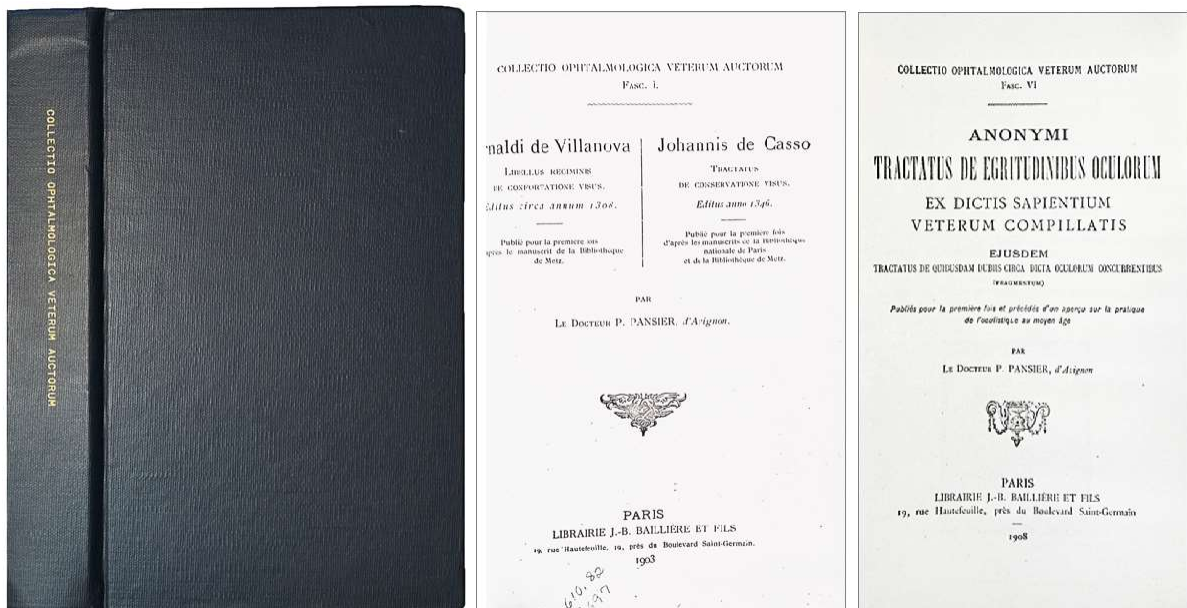 COLLECTIO OPHTALMOLOGICA VETERUM AUCTORUM
COLLECTIO OPHTALMOLOGICA VETERUM AUCTORUM
Fasc. I.
naldi de Villanova
Libellus regiminis
de confortatione visus.
Editus circa annum 1308.
Publié pour la première fois
après le manuscrit de la Bibliothèque
de Metz.
Johannis de Casso
Tractatus
de conservatione visus.
Editus anno 1346.
Publié pour la première fois
d'après les manuscrits de la Bibliothèque
nationale de Paris
et de la Bibliothèque de Metz.
PAR
Le Docteur P. PANSIER, d'Avignon.
PARIS
LIBRAIRIE J.-B. BAILLIÈRE ET FILS
19, rue Hautefeuille, 19, près du Boulevard Saint-Germain.
1903
610.82
COLLECTIO OPHTALMOLOGICA VETERUM AUCTORUM
Fasc. VI
ANONYMI
TRACTATUS DE EGRITUDINIBUS OCULORUM
EX DICTIS SAPIENTIUM
VETERUM COMPILLATIS
EJUSDEM
TRACTATUS DE QUIBUSDAM DUBIIS CIRCA DICTA OCULORUM CONCURRENTIBUS
(FRAGMENTUM)
Publiés pour la première fois et précédés d'un aperçu sur la pratique
de l'oculistique au moyen âge
PAR
Le Docteur P. PANSIER, d'Avignon
PARIS
LIBRAIRIE J.-B. BAILLIÈRE ET FILS
19, rue Hautefeuille, près du Boulevard Saint-Germain
1908